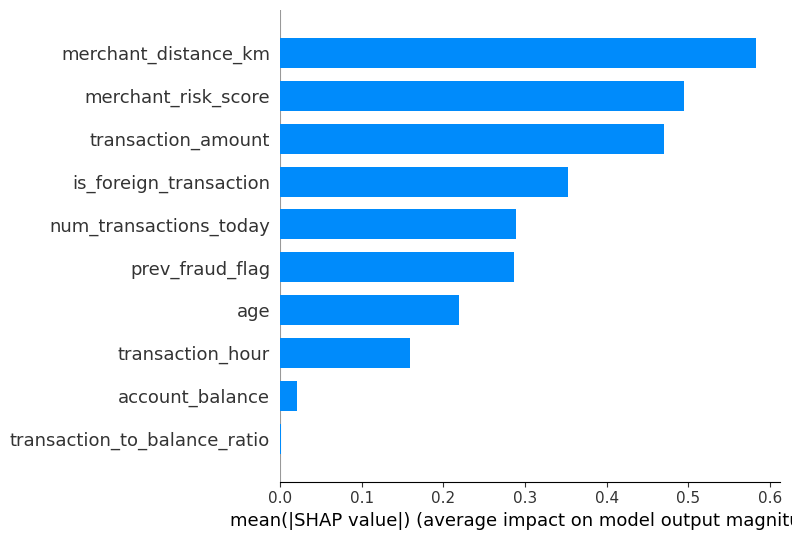 merchant_distance_km
merchant_risk_score
transaction_amount
is_foreign_transaction
num_transactions_today
prev_fraud_flag
age
transaction_hour
account_balance
transaction_to_balance_ratio
0.0 0.1 0.2 0.3 0.4 0.5 0.6
mean(|SHAP value|) (average impact on model output magnitu